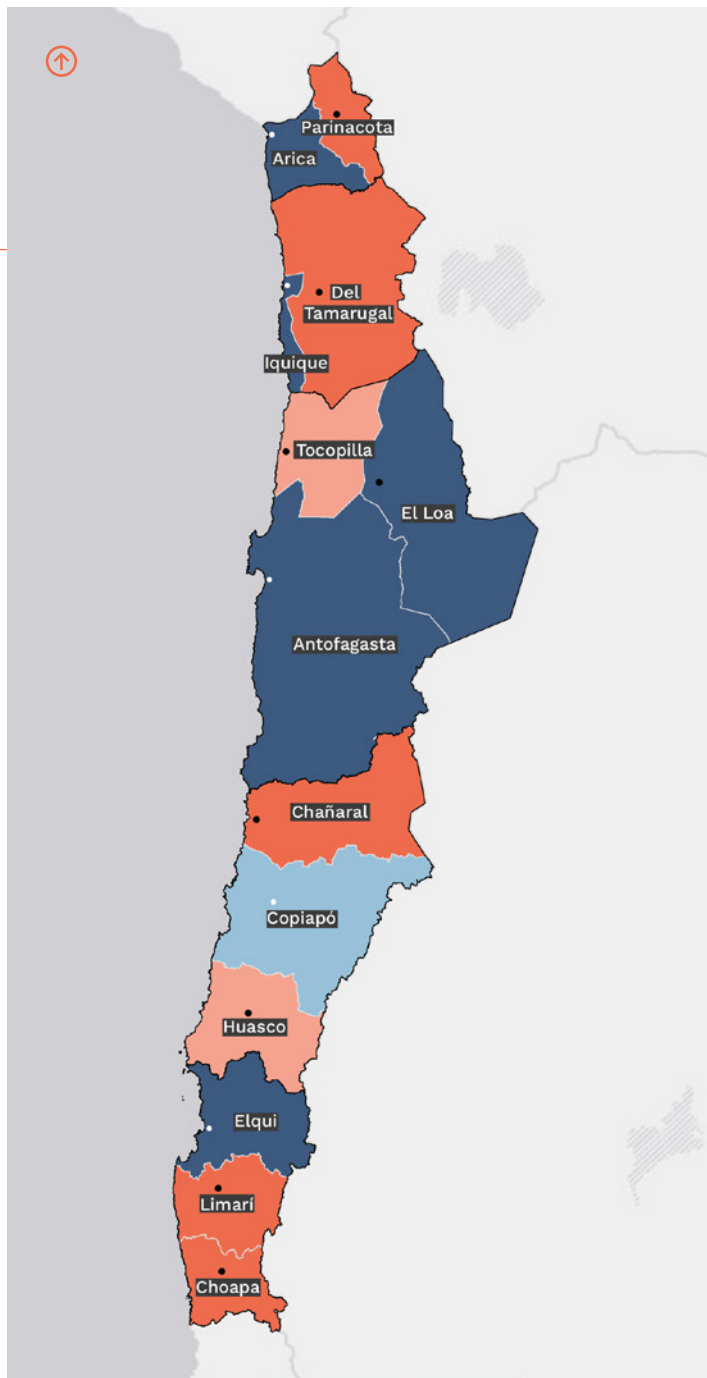 Parinacota
Arica
Del
Tamarugal
Iquique
Tocopilla
El Loa
Antofagasta
Chañaral
Copiapó
Huasco
Elqui
Limarí
Choapa